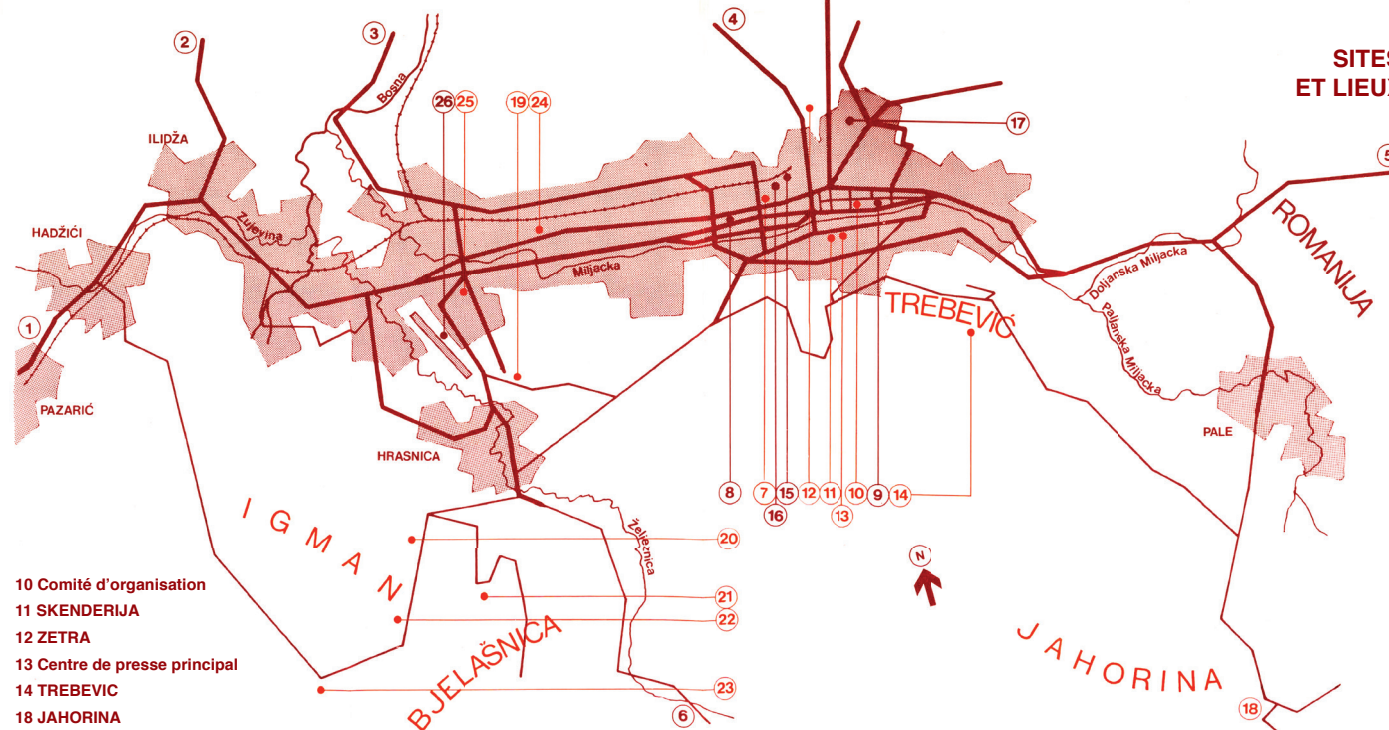 SITES
ET LIEUX
2
3
4
5
Bosna
26 25 19 24
17
ILIDŽA
HADŽIĆI
Zujevina
ROMANIJA
Doljanska Miljacka
Miljacka
Paljanska Miljacka
TREBEVIĆ
1
PAZARIĆ
HRASNICA
PALE
8 7 15 12 11 10 9 14
16 13
IGMAN
Željeznica
20
N
21
22
BJELAŠNICA
JAHORINA
23
6
18
10 Comité d'organisation
11 SKENDERIJA
12 ZETRA
13 Centre de presse principal
14 TREBEVIC
18 JAHORINA